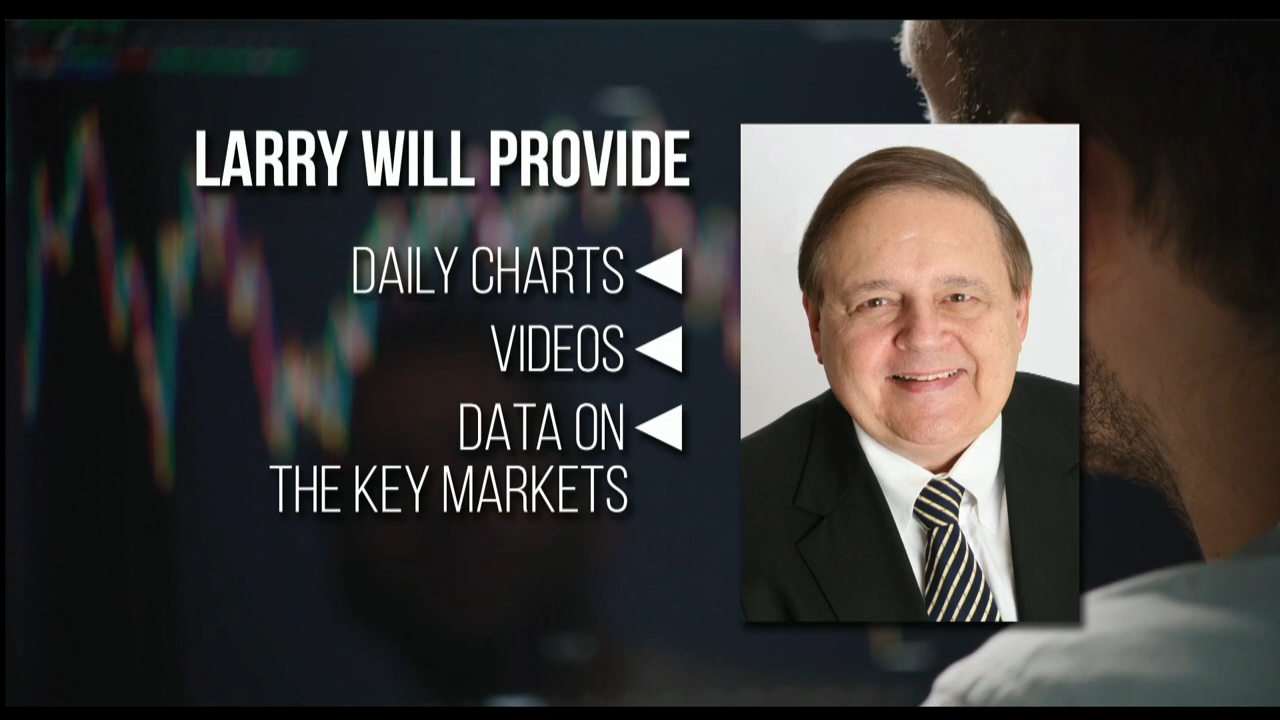 LARRY WILL PROVIDE
DAILY CHARTS
VIDEOS
DATA ON
THE KEY MARKETS